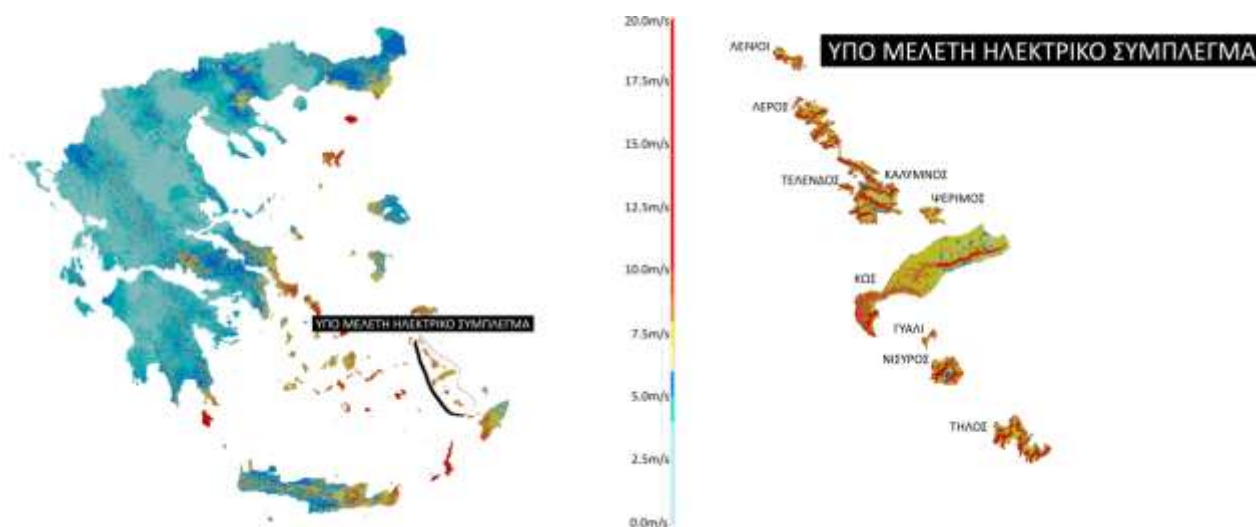 ΥΠΟ ΜΕΛΕΤΗ ΗΛΕΚΤΡΙΚΟ ΣΥΜΠΛΕΓΜΑ
20.0m/s
17.5m/s
15.0m/s
12.5m/s
10.0m/s
7.5m/s
5.0m/s
2.5m/s
0.0m/s
ΥΠΟ ΜΕΛΕΤΗ ΗΛΕΚΤΡΙΚΟ ΣΥΜΠΛΕΓΜΑ
ΛΕΙΨΟΙ
ΛΕΡΟΣ
ΤΕΛΕΝΔΟΣ
ΚΑΛΥΜΝΟΣ
ΨΕΡΙΜΟΣ
ΚΩΣ
ΓΥΑΛΙ
ΝΙΣΥΡΟΣ
ΤΗΛΟΣ